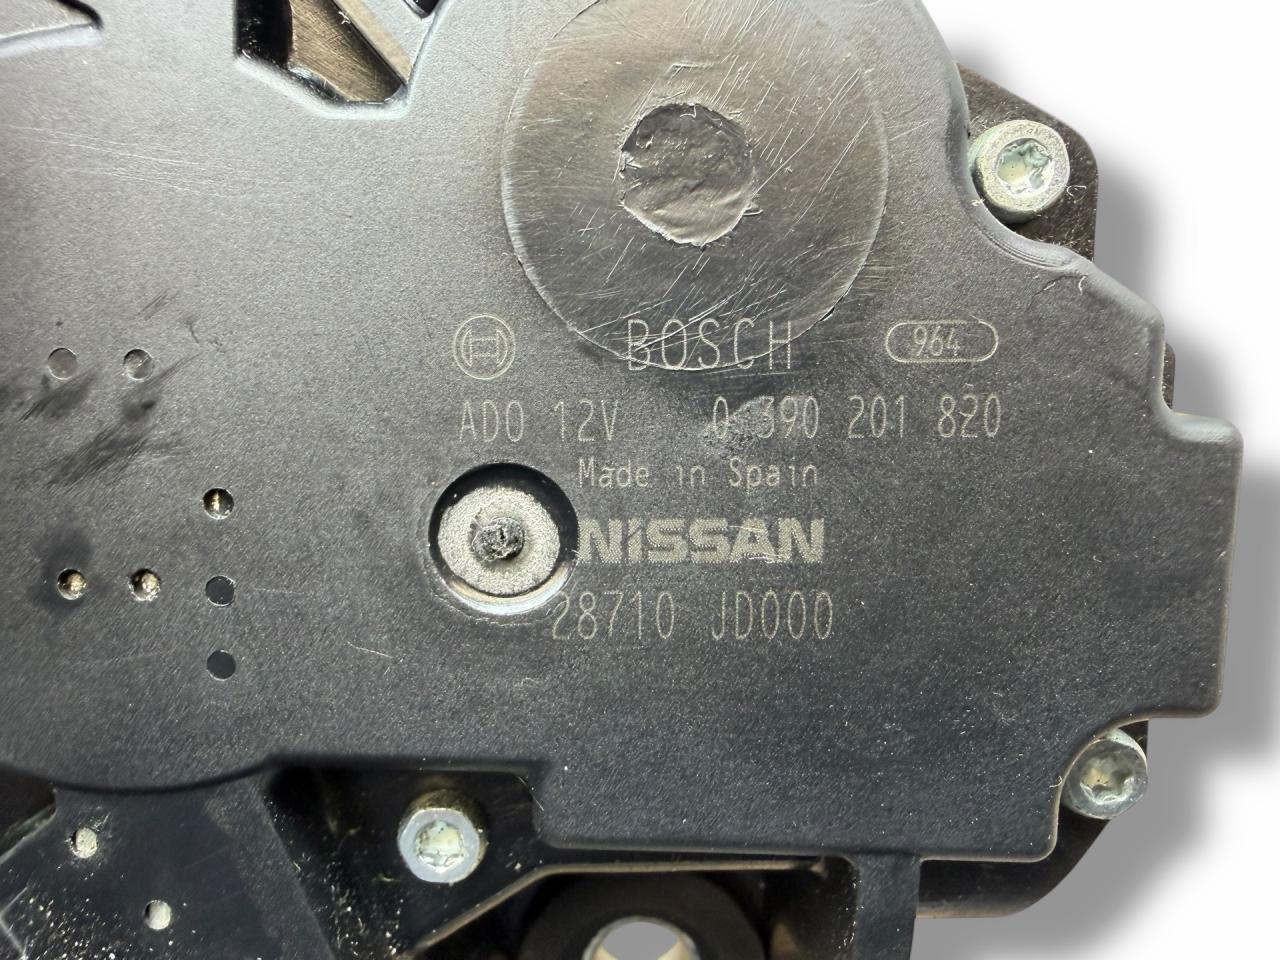 BOSCH 964
ADO 12V 0 390 201 820
Made in Spain
NISSAN
28710 JD000